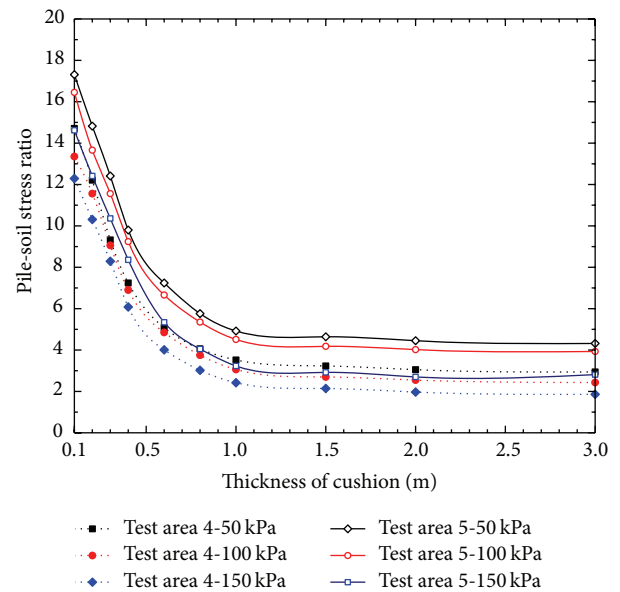 20
18
16
14
12
10
8
6
4
2
0
Pile-soil stress ratio
0.1 0.5 1.0 1.5 2.0 2.5 3.0
Thickness of cushion (m)
Test area 4-50 kPa Test area 5-50 kPa
Test area 4-100 kPa Test area 5-100 kPa
Test area 4-150 kPa Test area 5-150 kPa